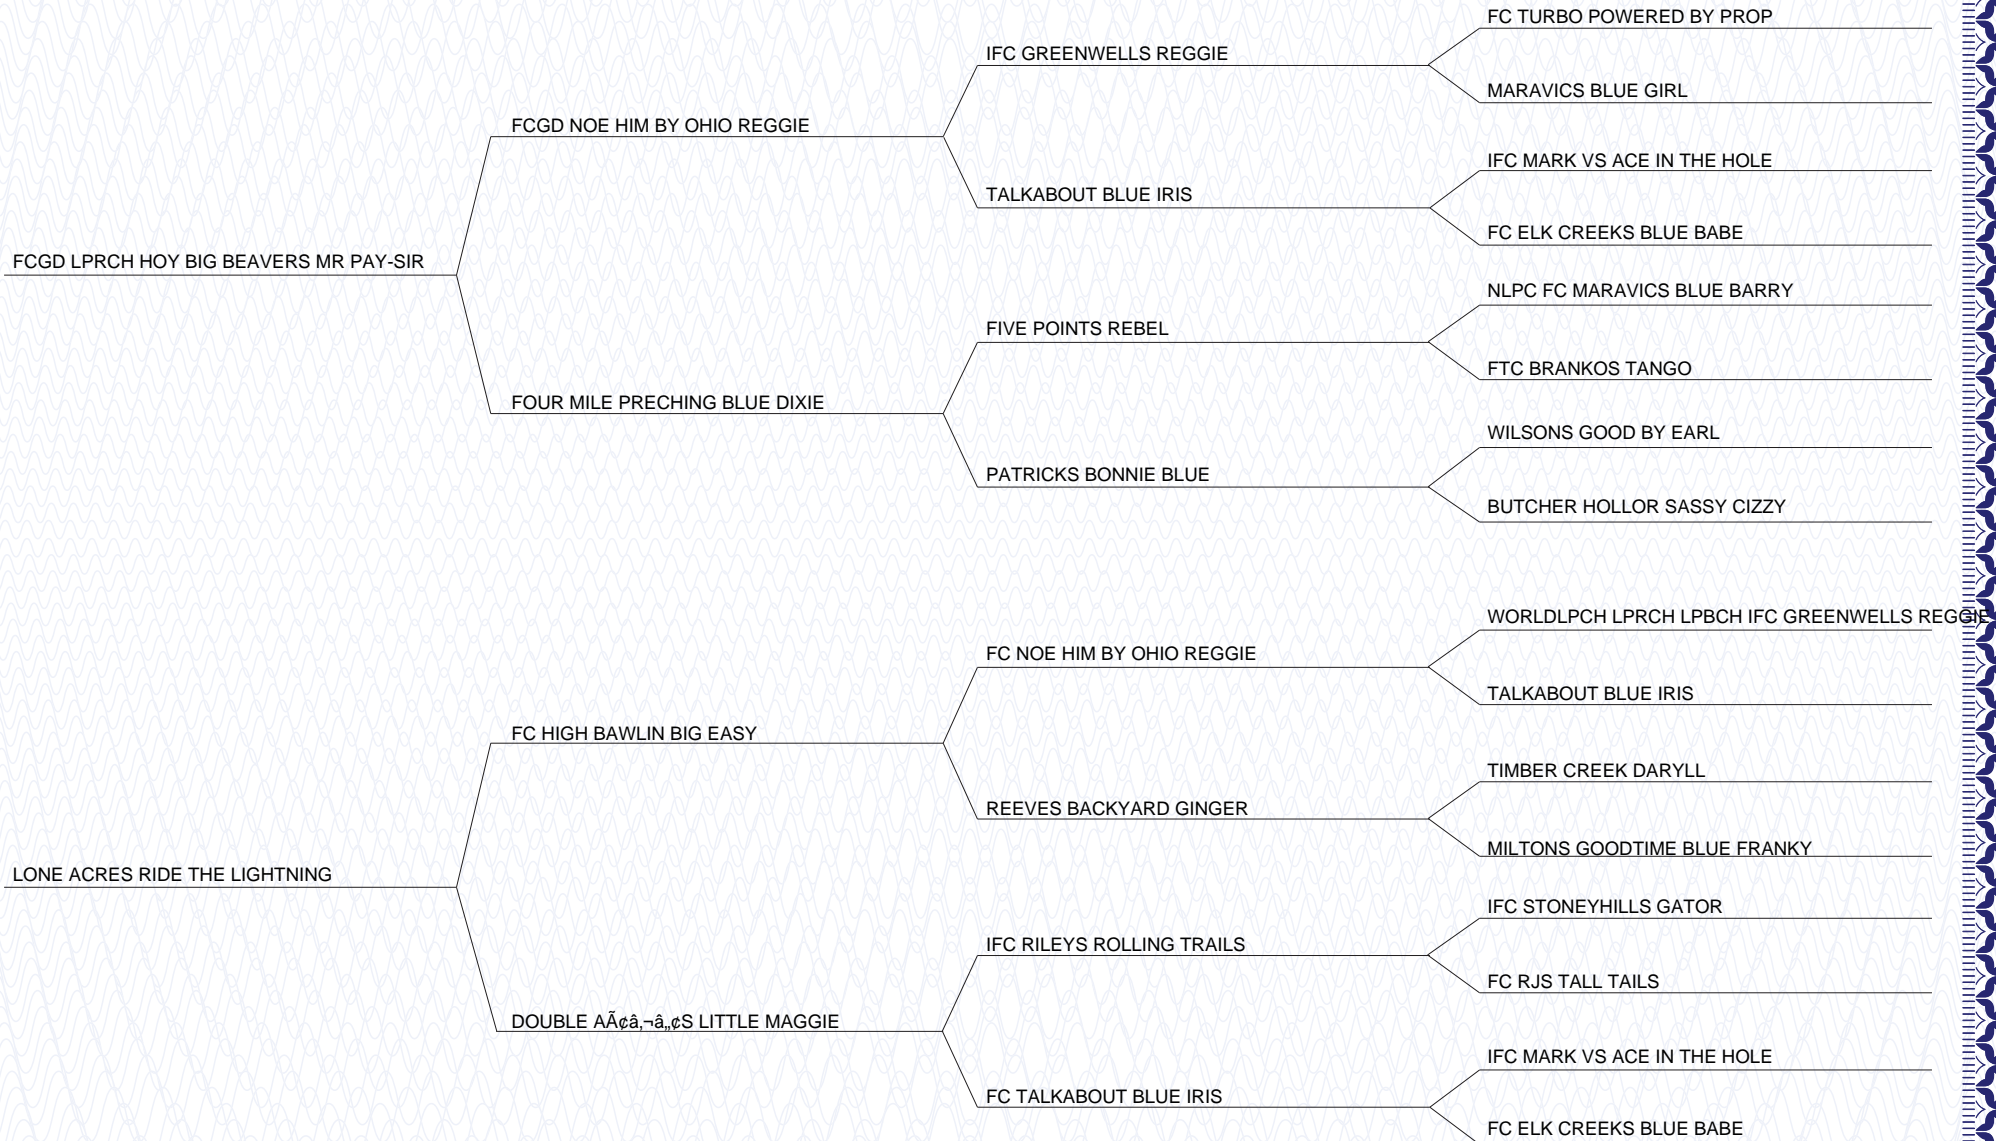 FC TURBO POWERED BY PROP
IFC GREENWELLS REGGIE
MARAVICS BLUE GIRL
FCGD NOE HIM BY OHIO REGGIE
IFC MARK VS ACE IN THE HOLE
TALKABOUT BLUE IRIS
FC ELK CREEKS BLUE BABE
FCGD LPRCH HOY BIG BEAVERS MR PAY-SIR
NLPC FC MARAVICS BLUE BARRY
FIVE POINTS REBEL
FTC BRANKOS TANGO
FOUR MILE PRECHING BLUE DIXIE
WILSONS GOOD BY EARL
PATRICKS BONNIE BLUE
BUTCHER HOLLOR SASSY CIZZY
WORLDLPCH LPRCH LPBCH IFC GREENWELLS REGGIE
FC NOE HIM BY OHIO REGGIE
TALKABOUT BLUE IRIS
FC HIGH BAWLIN BIG EASY
TIMBER CREEK DARYLL
REEVES BACKYARD GINGER
MILTONS GOODTIME BLUE FRANKY
LONE ACRES RIDE THE LIGHTNING
IFC STONEYHILLS GATOR
IFC RILEYS ROLLING TRAILS
FC RJS TALL TAILS
DOUBLE AÃ¢â‚¬â„¢S LITTLE MAGGIE
IFC MARK VS ACE IN THE HOLE
FC TALKABOUT BLUE IRIS
FC ELK CREEKS BLUE BABE